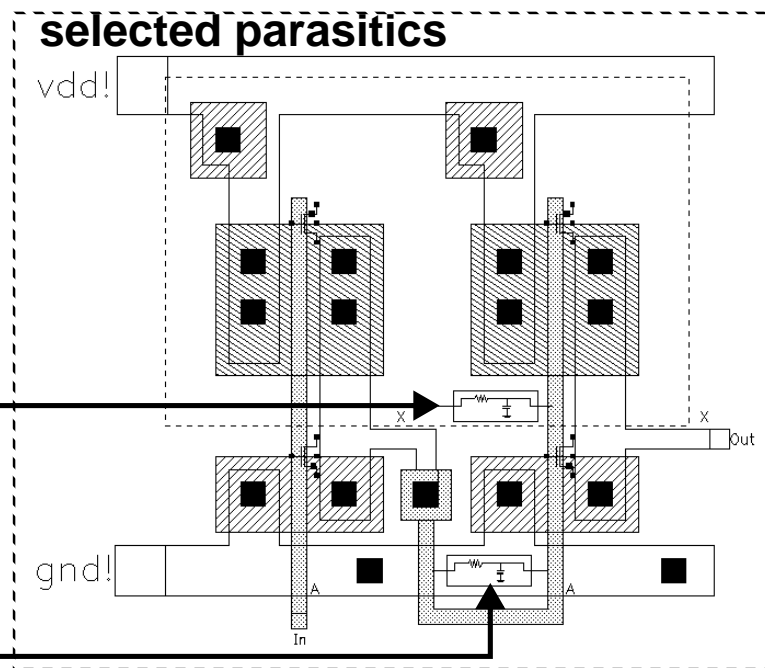 selected parasitics
vdd!
X
X
Out
gnd!
A
A
In